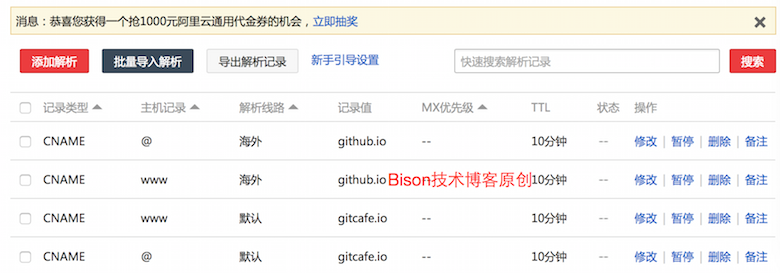 消息：恭喜您获得一个抢1000元阿里云通用代金券的机会，立即抽奖
添加解析 批量导入解析 导出解析记录 新手引导设置 快速搜索解析记录 搜索
记录类型 主机记录 解析线路 记录值 MX优先级 TTL 状态 操作
CNAME @ 海外 github.io -- 10分钟 -- 修改 | 暂停 | 删除 | 备注
CNAME www 海外 github.io -- 10分钟 -- 修改 | 暂停 | 删除 | 备注
Bison技术博客原创
CNAME www 默认 gitcafe.io -- 10分钟 -- 修改 | 暂停 | 删除 | 备注
CNAME @ 默认 gitcafe.io -- 10分钟 -- 修改 | 暂停 | 删除 | 备注